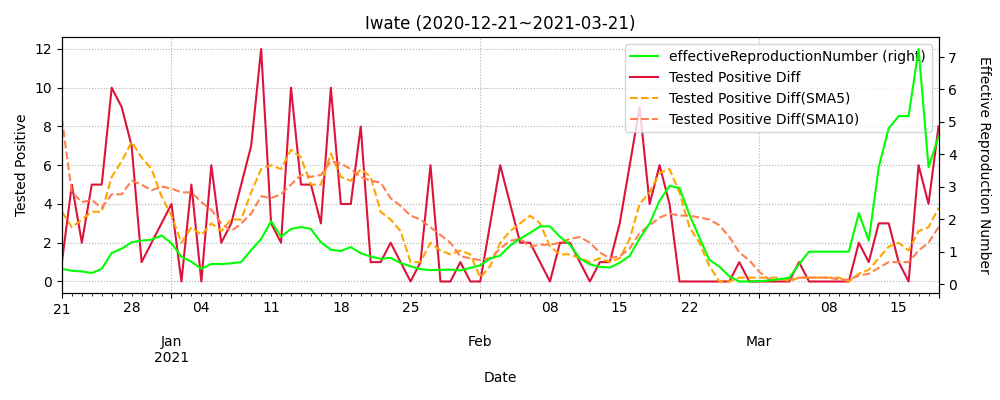 Iwate (2020-12-21~2021-03-21)
effectiveReproductionNumber (right)
Tested Positive Diff
Tested Positive Diff(SMA5)
Tested Positive Diff(SMA10)
Tested Positive
12
10
8
6
4
2
0
Effective Reproduction Number
7
6
5
4
3
2
1
0
21 28 04 11 18 25 08 15 22 08 15
Jan Feb Mar
2021
Date